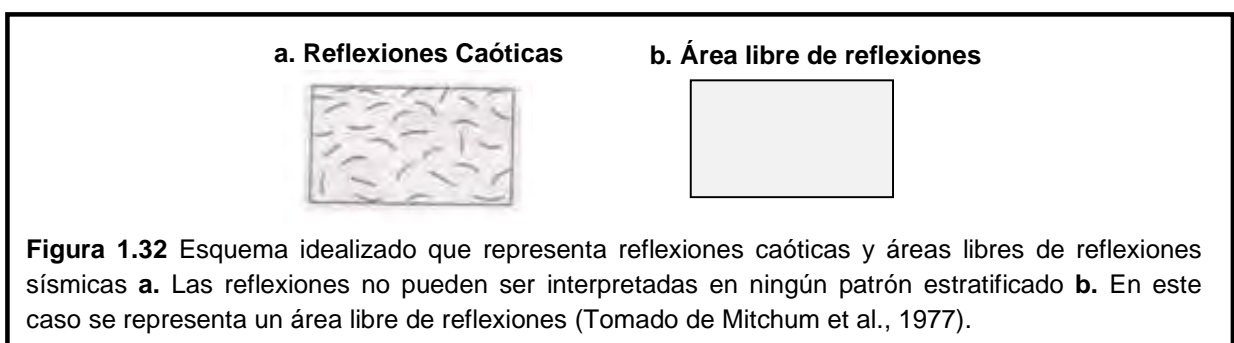 a. Reflexiones Caóticas
b. Área libre de reflexiones
Figura 1.32 Esquema idealizado que representa reflexiones caóticas y áreas libres de reflexiones
sísmicas a. Las reflexiones no pueden ser interpretadas en ningún patrón estratificado b. En este
caso se representa un área libre de reflexiones (Tomado de Mitchum et al., 1977).